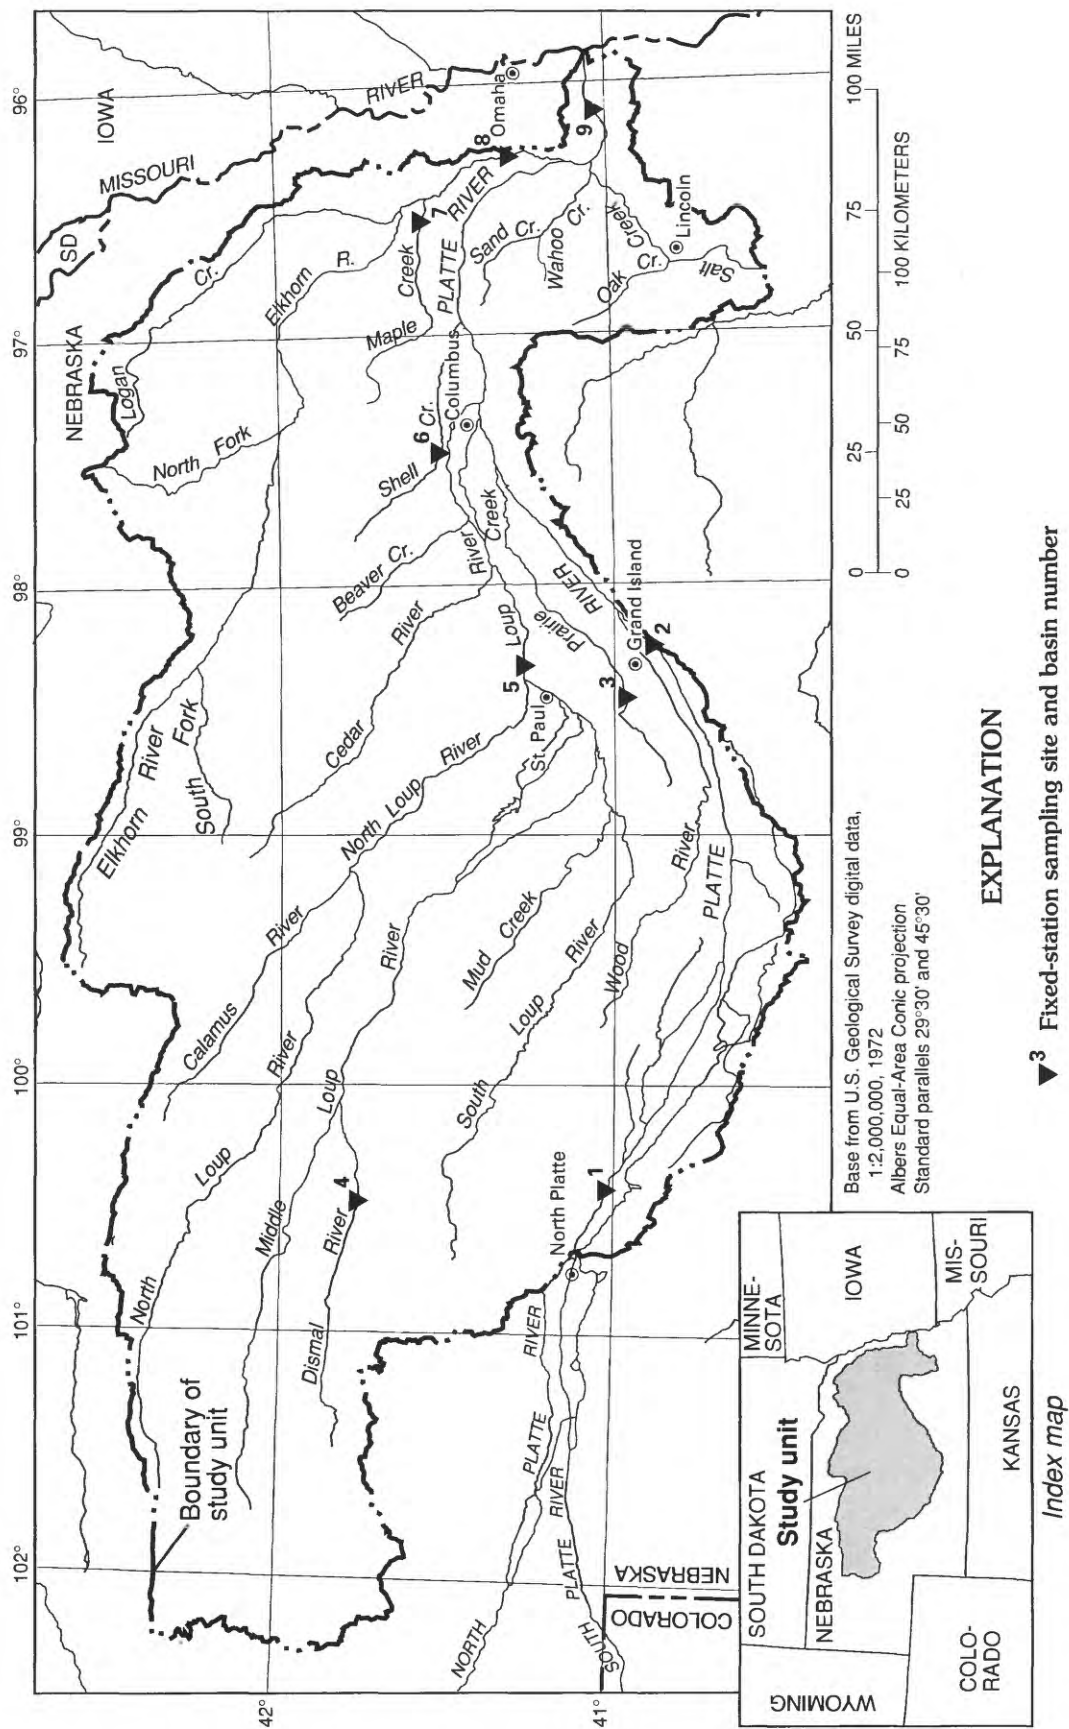 102°
101°
100°
99°
98°
97°
96°
42°
41°
NEBRASKA
SD
IOWA
MISSOURI
RIVER
Boundary of
study unit
North
Loup
River
Calamus
River
North Loup
River
Middle
Loup
River
Dismal
River
4
Elkhorn
River
South
Fork
North
Fork
Logan
Cr.
Elkhorn
R.
Maple
Creek
7
Cedar
River
Beaver Cr.
Shell
Cr.
6
Columbus
Loup
River
5
St. Paul
Prairie
Creek
3
Grand Island
2
Mud
Creek
South
Loup
River
Wood
River
PLATTE
RIVER
PLATTE
RIVER
8
Omaha
9
Sand Cr.
Wahoo
Cr.
Oak
Cr.
Salt
Creek
Lincoln
North Platte
1
NORTH
PLATTE
RIVER
SOUTH
PLATTE
RIVER
COLORADO
NEBRASKA
Base from U.S. Geological Survey digital data,
1:2,000,000, 1972
Albers Equal-Area Conic projection
Standard parallels 29°30' and 45°30'
0 25 50 75 100 MILES
0 25 50 75 100 KILOMETERS
EXPLANATION
▼3 Fixed-station sampling site and basin number
SOUTH DAKOTA
MINNE-
SOTA
Study unit
NEBRASKA
IOWA
WYOMING
COLO-
RADO
KANSAS
MIS-
SOURI
Index map